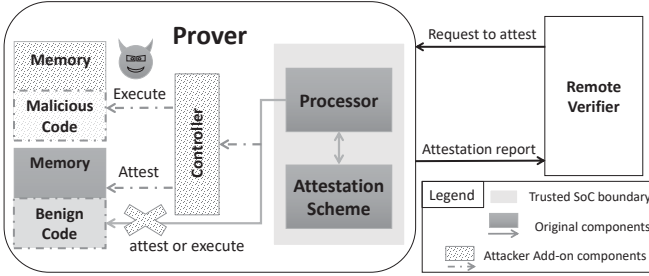 Prover
Memory
Malicious
Code
Memory
Benign
Code
Execute
Attest
attest or execute
Controller
Processor
Attestation
Scheme
Request to attest
Attestation report
Remote
Verifier
Legend
Trusted SoC boundary
Original components
Attacker Add-on components